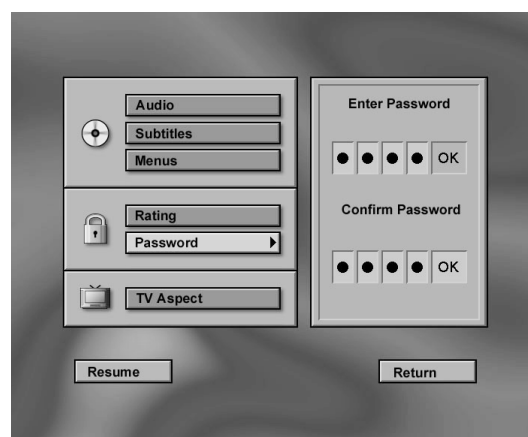 Audio
Subtitles
Menus
Rating
Password
TV Aspect
Enter Password
OK
Confirm Password
OK
Resume
Return